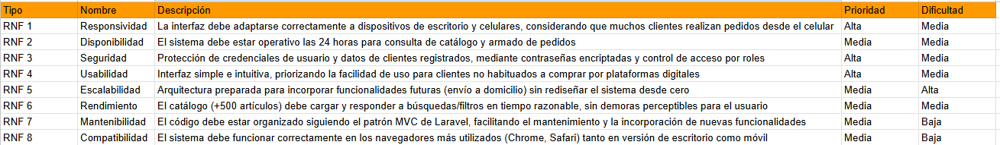 Tipo Nombre Descripción Prioridad Dificultad
RNF 1 Responsividad La interfaz debe adaptarse correctamente a dispositivos de escritorio y celulares, considerando que muchos clientes realizan pedidos desde el celular Alta Media
RNF 2 Disponibilidad El sistema debe estar operativo las 24 horas para consulta de catálogo y armado de pedidos Media Media
RNF 3 Seguridad Protección de credenciales de usuario y datos de clientes registrados, mediante contraseñas encriptadas y control de acceso por roles Alta Media
RNF 4 Usabilidad Interfaz simple e intuitiva, priorizando la facilidad de uso para clientes no habituados a comprar por plataformas digitales Alta Media
RNF 5 Escalabilidad Arquitectura preparada para incorporar funcionalidades futuras (envío a domicilio) sin rediseñar el sistema desde cero Media Alta
RNF 6 Rendimiento El catálogo (+500 artículos) debe cargar y responder a búsquedas/filtros en tiempo razonable, sin demoras perceptibles para el usuario Media Media
RNF 7 Mantenibilidad El código debe estar organizado siguiendo el patrón MVC de Laravel, facilitando el mantenimiento y la incorporación de nuevas funcionalidades Media Baja
RNF 8 Compatibilidad El sistema debe funcionar correctamente en los navegadores más utilizados (Chrome, Safari) tanto en versión de escritorio como móvil Media Baja